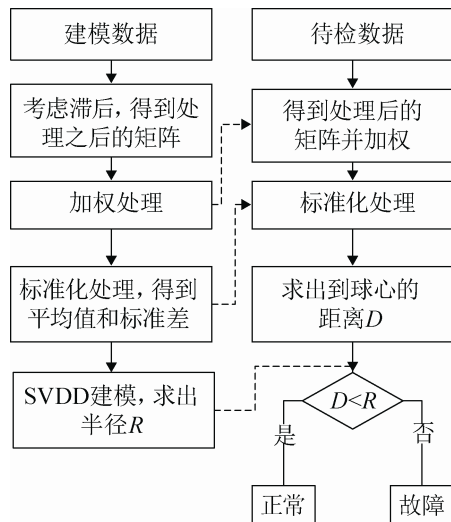 建模数据
考虑滞后，得到处
理之后的矩阵
加权处理
标准化处理，得到
平均值和标准差
SVDD建模，求出
半径R
待检数据
得到处理后的
矩阵并加权
标准化处理
求出到球心的
距离D
D<R
是
否
正常
故障